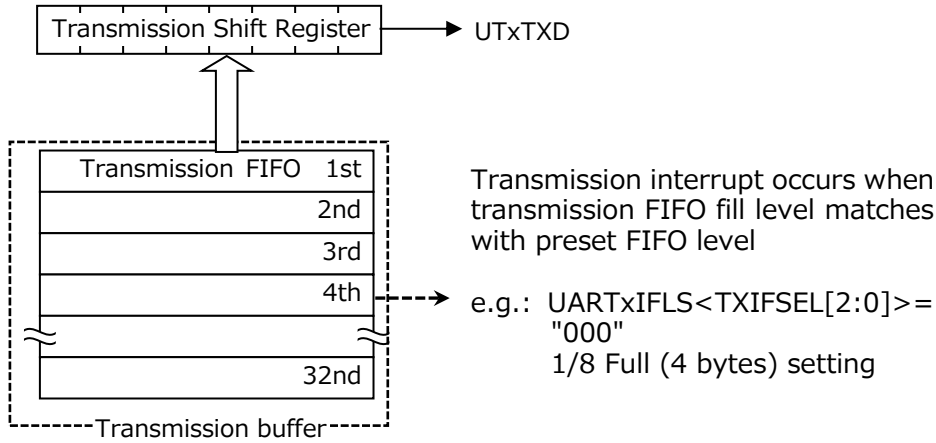 Transmission Shift Register
UTxTXD
Transmission FIFO 1st
2nd
3rd
4th
32nd
Transmission buffer
Transmission interrupt occurs when
transmission FIFO fill level matches
with preset FIFO level
e.g.: UARTxIFLS<TXIFSEL[2:0]>=
"000"
1/8 Full (4 bytes) setting